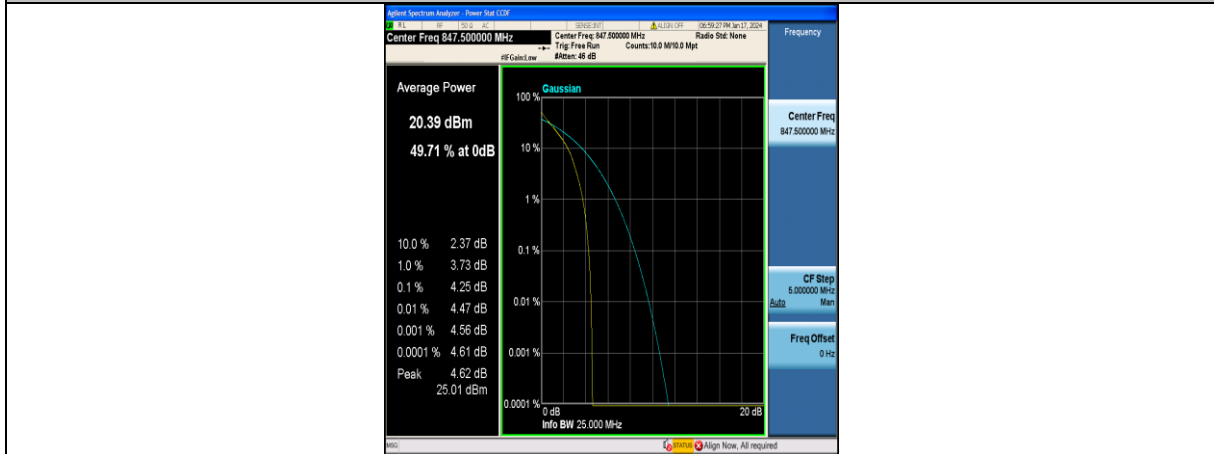 Agilent Spectrum Analyzer - Power Stat CCDF
RL RF 50 Ω AC SENSE:INT ALIGN OFF 06:59:27 PM Jan 17, 2024
Center Freq 847.500000 MHz
Center Freq: 847.500000 MHz Radio Std: None
Trig: Free Run Counts:10.0 M/10.0 Mpt
#IFGain:Low #Atten: 46 dB
Frequency
Average Power
20.39 dBm
49.71 % at 0dB
10.0 % 2.37 dB
1.0 % 3.73 dB
0.1 % 4.25 dB
0.01 % 4.47 dB
0.001 % 4.56 dB
0.0001 % 4.61 dB
Peak 4.62 dB
25.01 dBm
Gaussian
100 %
10 %
1 %
0.1 %
0.01 %
0.001 %
0.0001 %
0 dB 20 dB
Info BW 25.000 MHz
Center Freq
847.500000 MHz
CF Step
5.000000 MHz
Auto Man
Freq Offset
0 Hz
MSG STATUS Align Now, All required